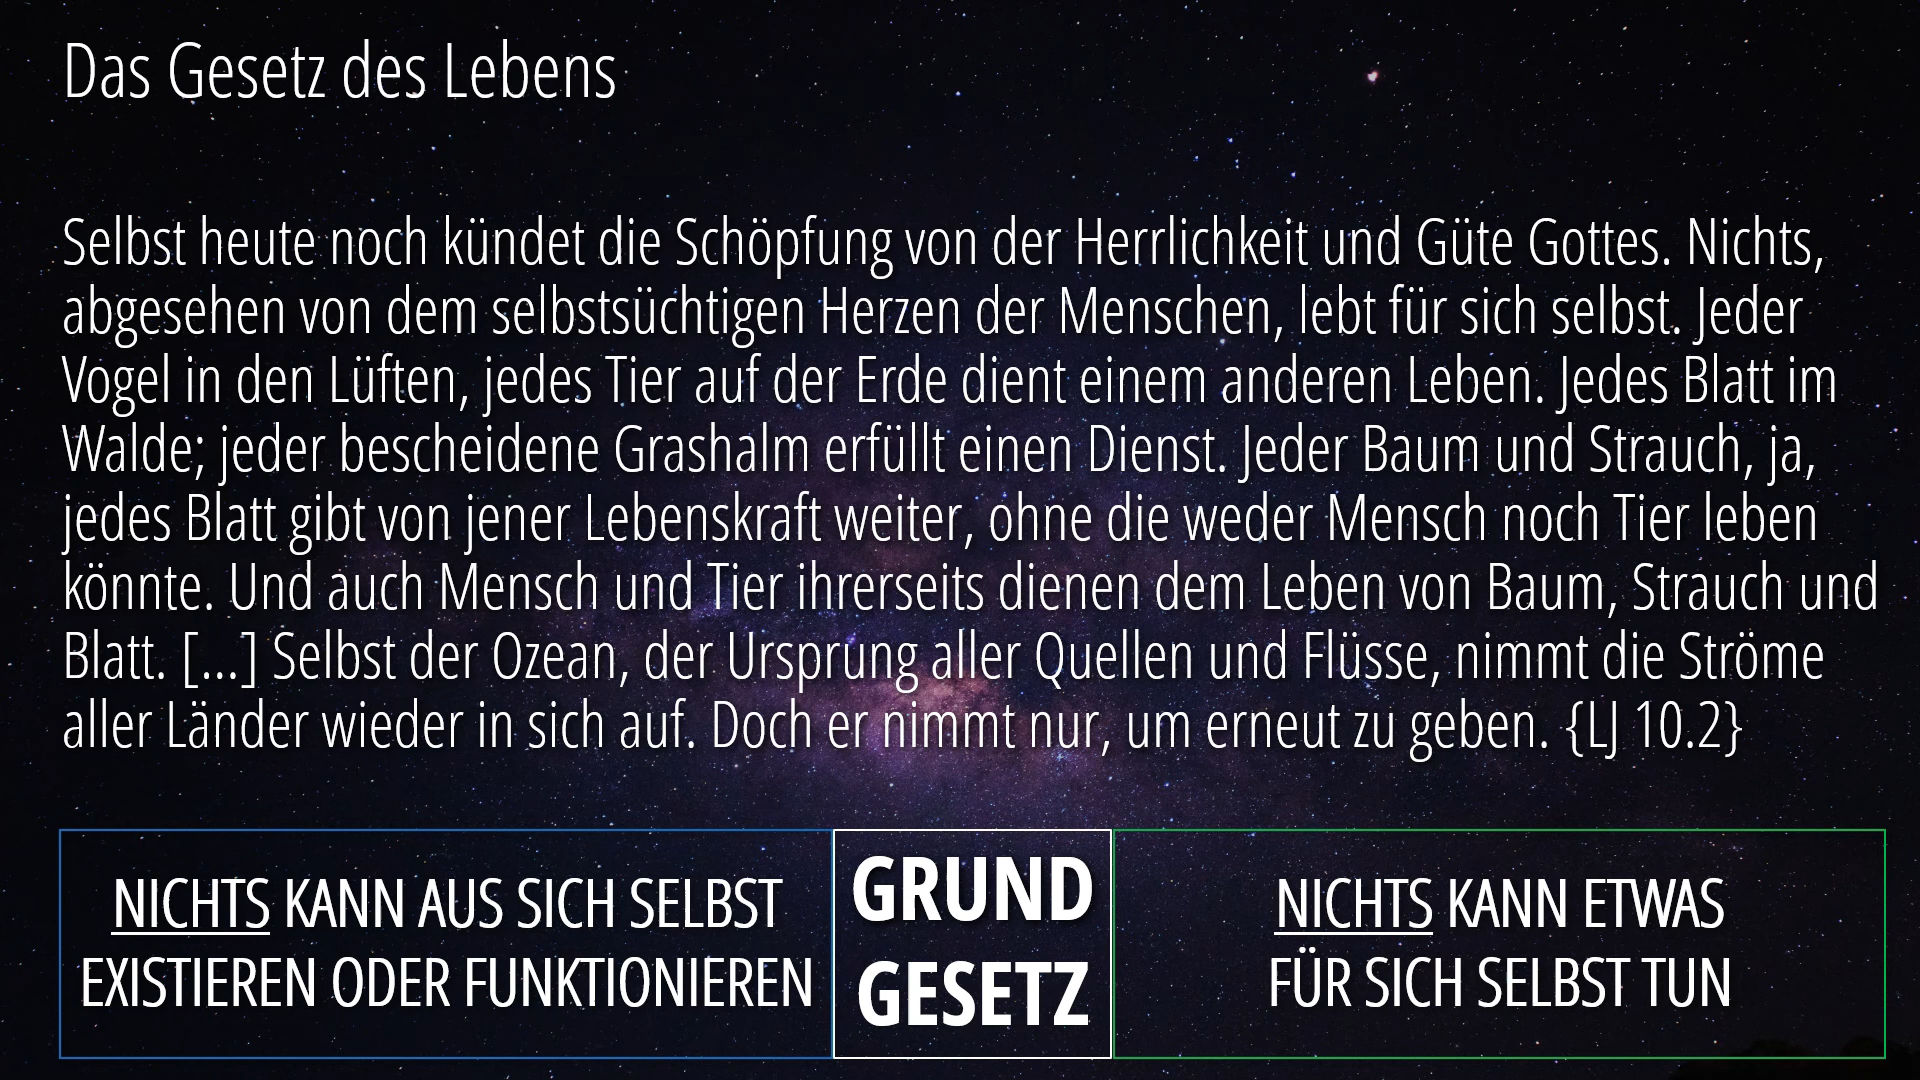 Das Gesetz des Lebens
Selbst heute noch kündet die Schöpfung von der Herrlichkeit und Güte Gottes. Nichts,
abgesehen von dem selbstsüchtigen Herzen der Menschen, lebt für sich selbst. Jeder
Vogel in den Lüften, jedes Tier auf der Erde dient einem anderen Leben. Jedes Blatt im
Walde; jeder bescheidene Grashalm erfüllt einen Dienst. Jeder Baum und Strauch, ja,
jedes Blatt gibt von jener Lebenskraft weiter, ohne die weder Mensch noch Tier leben
könnte. Und auch Mensch und Tier ihrerseits dienen dem Leben von Baum, Strauch und
Blatt. [...] Selbst der Ozean, der Ursprung aller Quellen und Flüsse, nimmt die Ströme
aller Länder wieder in sich auf. Doch er nimmt nur, um erneut zu geben. {LJ 10.2}
NICHTS KANN AUS SICH SELBST
EXISTIEREN ODER FUNKTIONIEREN
GRUND
GESETZ
NICHTS KANN ETWAS
FÜR SICH SELBST TUN